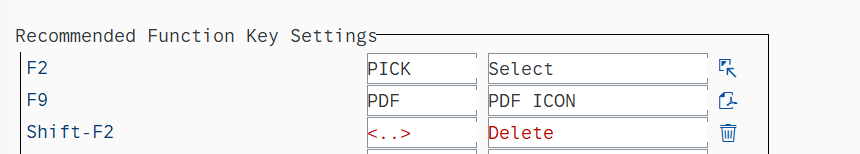 Recommended Function Key Settings
F2 PICK Select
F9 PDF PDF ICON
Shift-F2 <..> Delete